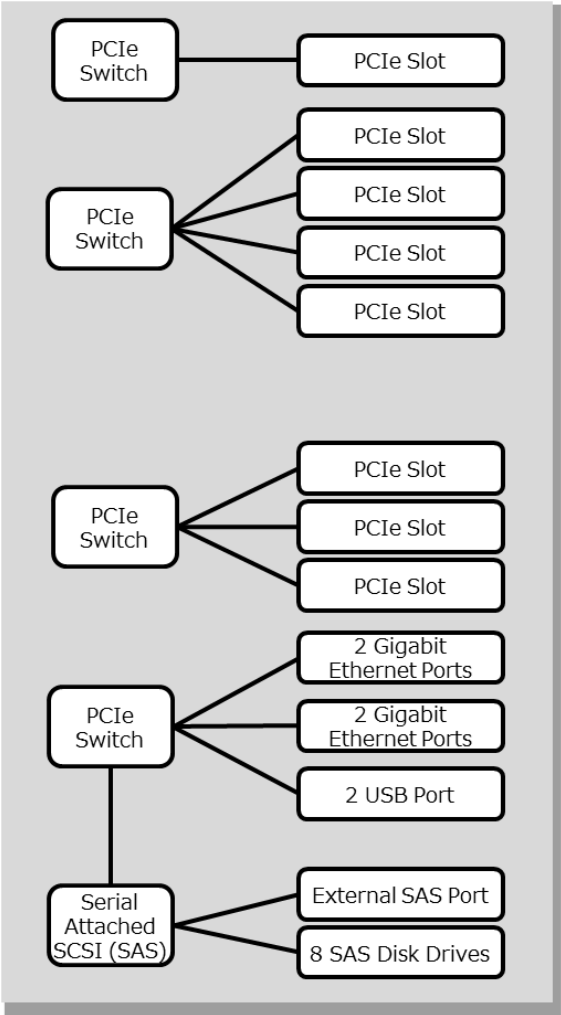 PCIe
Switch
PCIe Slot
PCIe Slot
PCIe Slot
PCIe
Switch
PCIe Slot
PCIe Slot
PCIe Slot
PCIe
Switch
PCIe Slot
PCIe Slot
2 Gigabit
Ethernet Ports
PCIe
Switch
2 Gigabit
Ethernet Ports
2 USB Port
Serial
Attached
SCSI (SAS)
External SAS Port
8 SAS Disk Drives